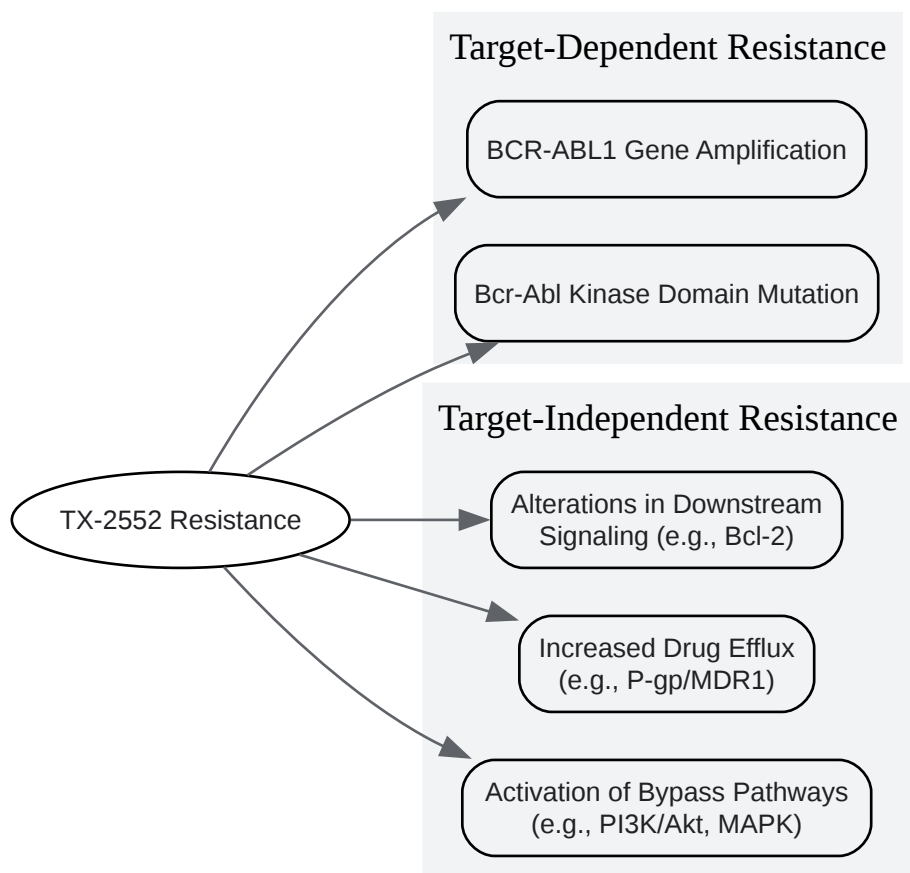 Target-Dependent Resistance
BCR-ABL1 Gene Amplification
Bcr-Abl Kinase Domain Mutation
Target-Independent Resistance
TX-2552 Resistance
Alterations in Downstream
Signaling (e.g., Bcl-2)
Increased Drug Efflux
(e.g., P-gp/MDR1)
Activation of Bypass Pathways
(e.g., PI3K/Akt, MAPK)